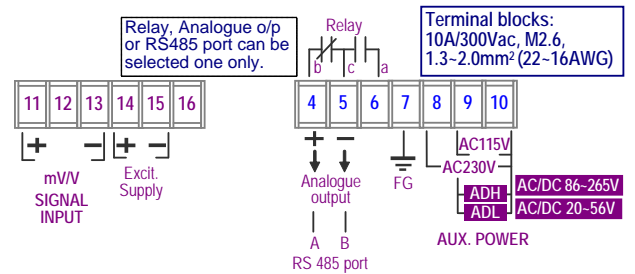 Relay, Analogue o/p
or RS485 port can be
selected one only.
Relay
b c a
Terminal blocks:
10A/300Vac, M2.6,
1.3~2.0mm² (22~16AWG)
11 12 13 14 15 16
4 5 6 7 8 9 10
+ − + −
mV/V
SIGNAL
INPUT
Excit.
Supply
+ −
Analogue
output
A B
RS 485 port
FG
AC115V
AC230V
ADH AC/DC 86~265V
ADL AC/DC 20~56V
AUX. POWER